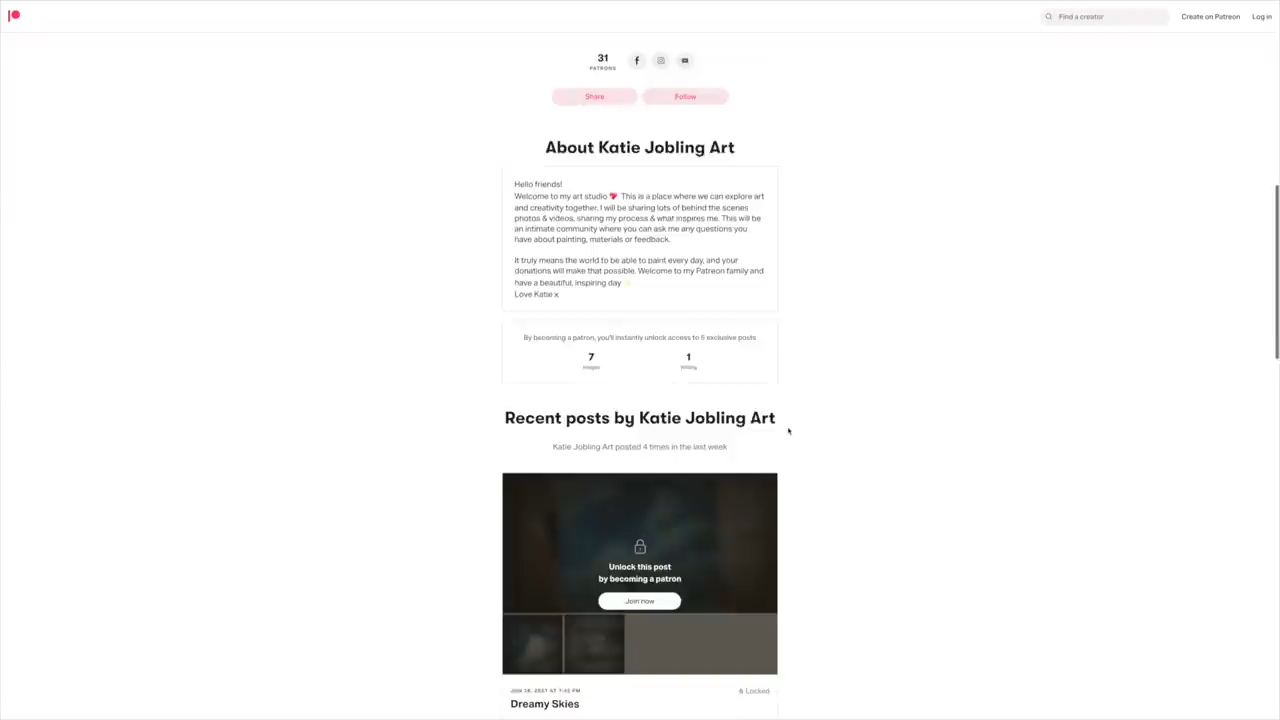 Find a creator
Create on Patreon
Log in
31
PATRONS
Share
Follow
About Katie Jobling Art
Hello friends!
Welcome to my art studio 💖 This is a place where we can explore art
and creativity together. I will be sharing lots of behind the scenes
photos & videos, sharing my process & what inspires me. This will be
an intimate community where you can ask me any questions you
have about painting, materials or feedback.
It truly means the world to be able to paint every day, and your
donations will make that possible. Welcome to my Patreon family and
have a beautiful, inspiring day ✨
Love Katie x
By becoming a patron, you'll instantly unlock access to 5 exclusive posts
7
Images
1
Writing
Recent posts by Katie Jobling Art
Katie Jobling Art posted 4 times in the last week
Unlock this post
by becoming a patron
Join now
AT 7:42 PM
Locked
Dreamy Skies